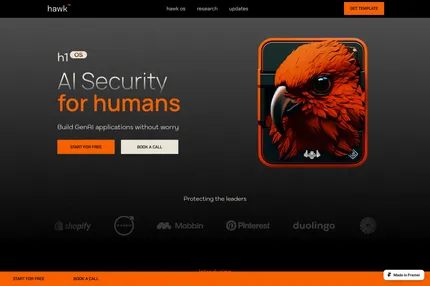 hawk
hawk os
research
updates
GET TEMPLATE
h1 OS
AI Security
for humans
Build GenAI applications without worry
START FOR FREE
BOOK A CALL
Protecting the leaders
shopify
Mobbin
Pinterest
duolingo
START FOR FREE
BOOK A CALL
Made in Framer